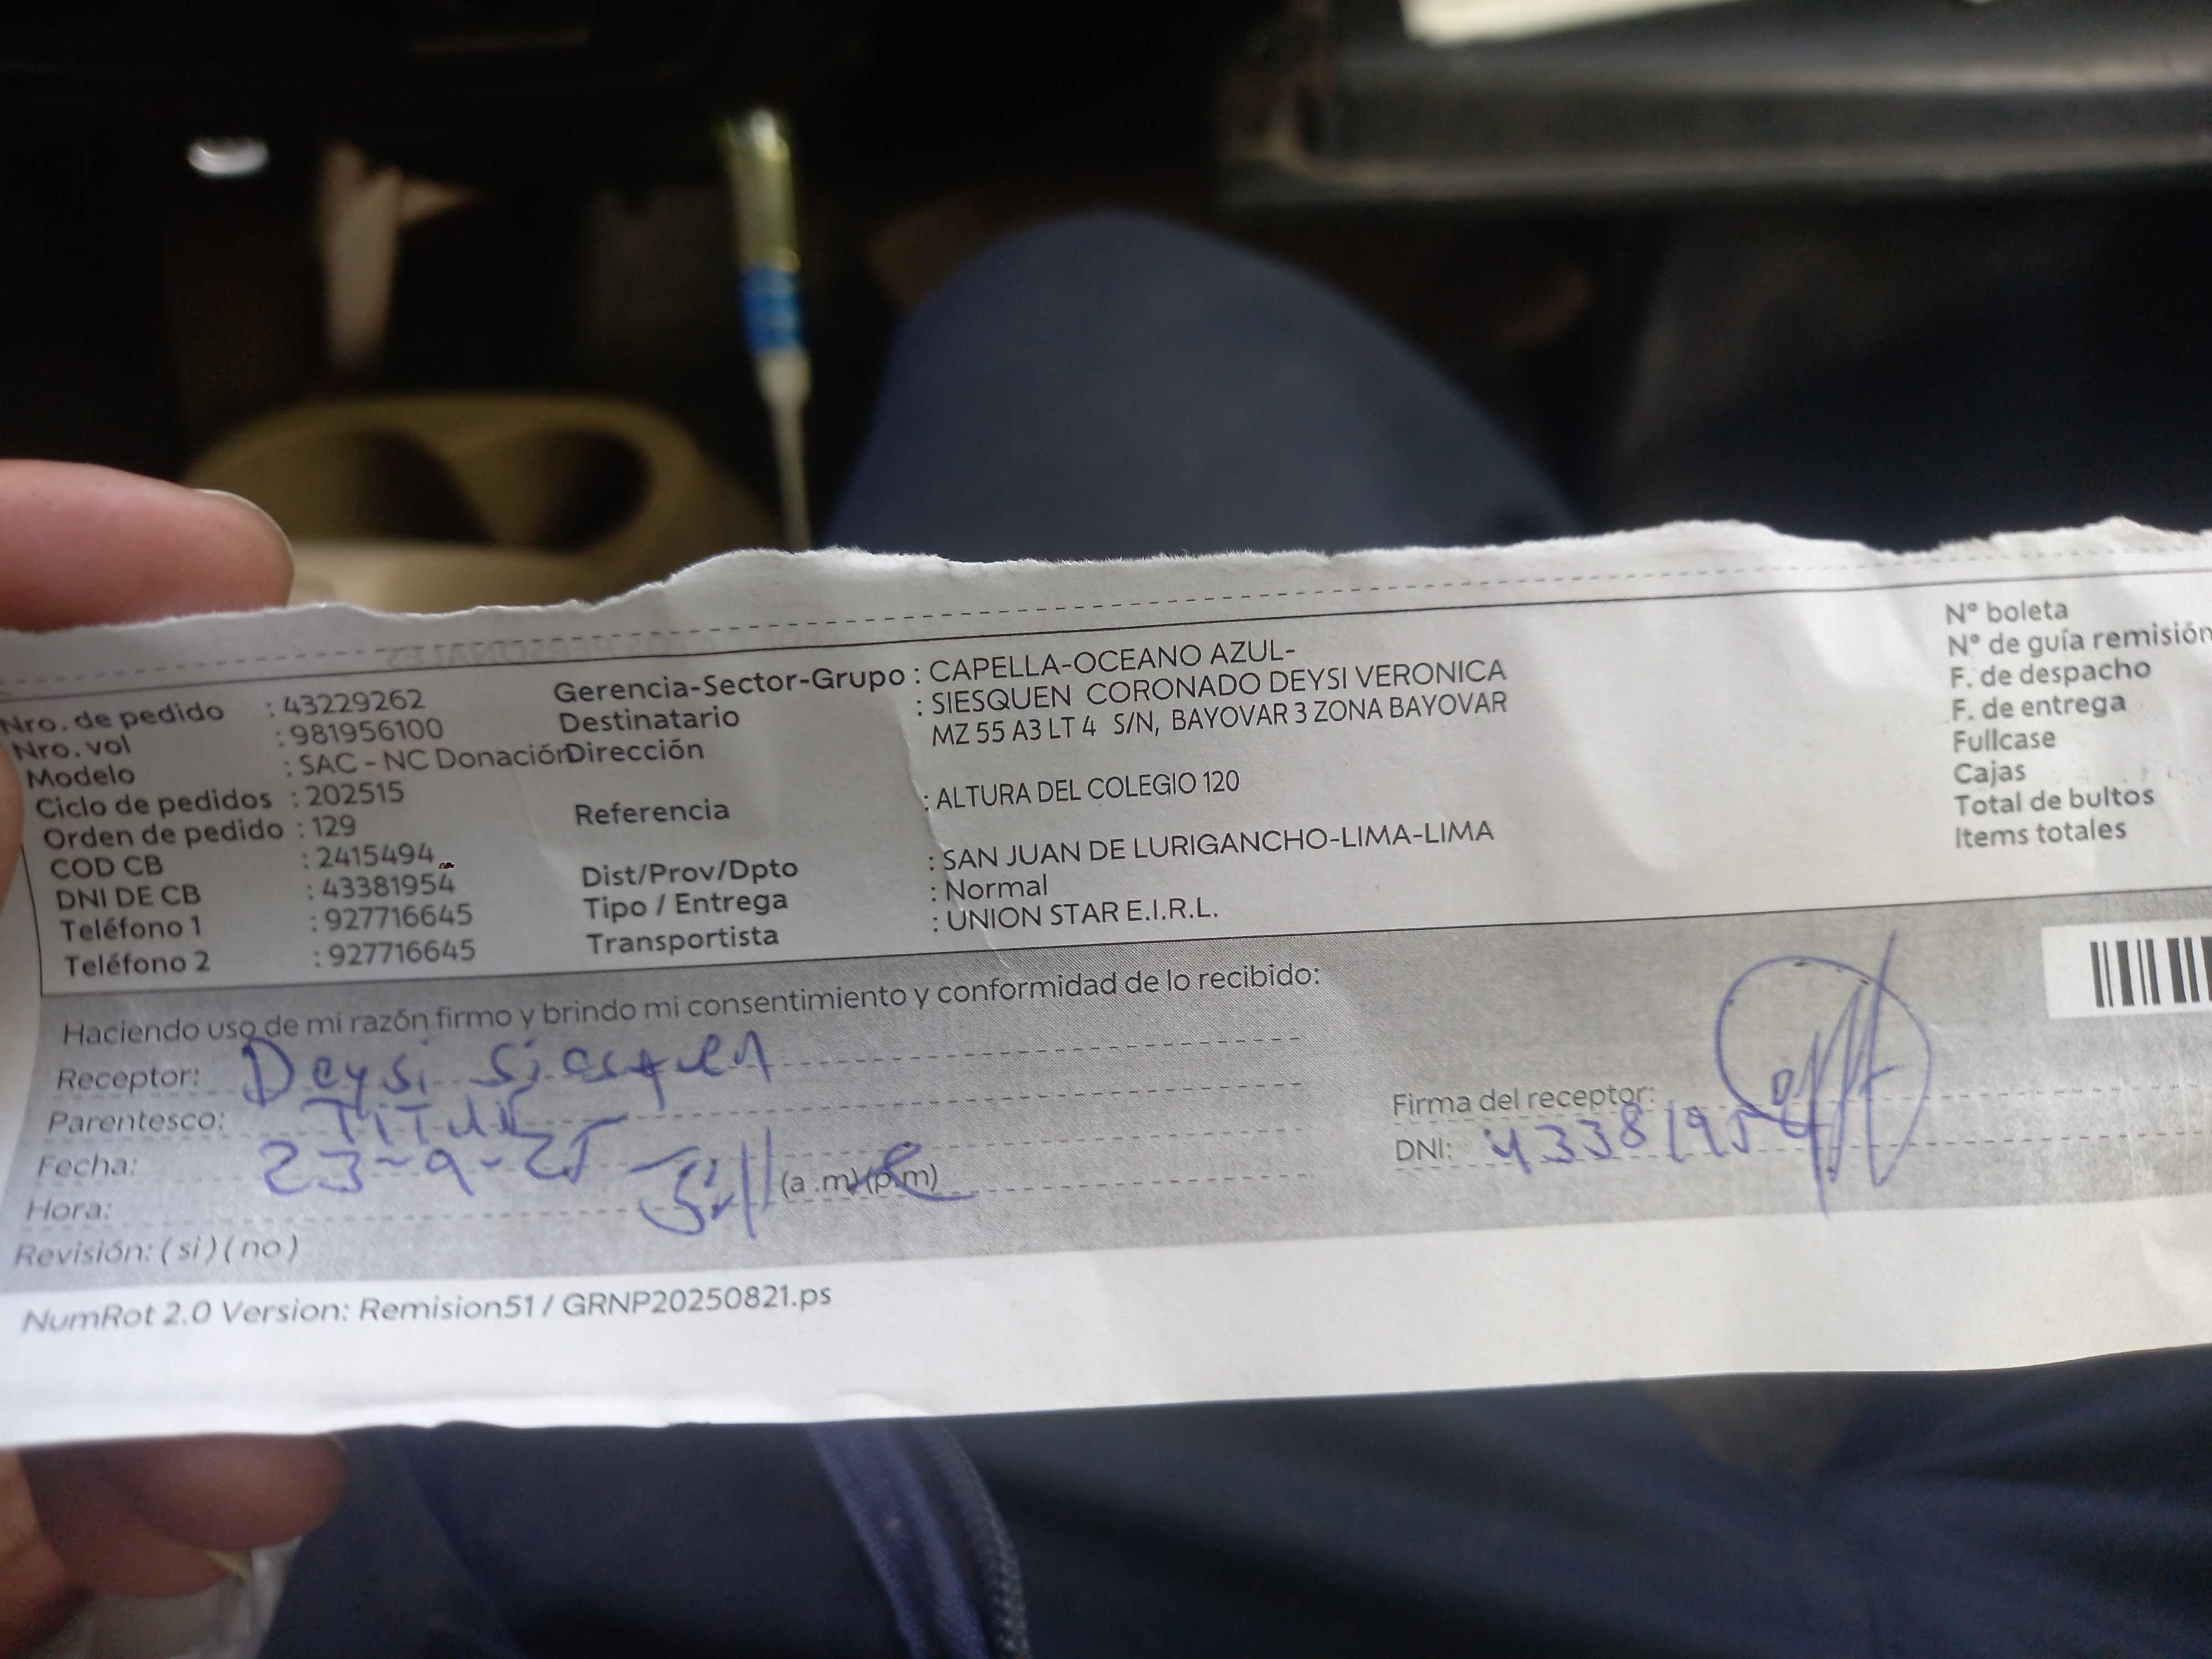 Nro. de pedido : 43229262
Nro. vol : 981956100
Modelo : SAC - NC Donación
Ciclo de pedidos : 202515
Orden de pedido : 129
COD CB : 2415494
DNI DE CB : 43381954
Teléfono 1 : 927716645
Teléfono 2 : 927716645
Gerencia-Sector-Grupo : CAPELLA-OCEANO AZUL-
Destinatario : SIESQUEN CORONADO DEYSI VERONICA
Dirección MZ 55 A3 LT 4 S/N, BAYOVAR 3 ZONA BAYOVAR
Referencia : ALTURA DEL COLEGIO 120
Dist/Prov/Dpto : SAN JUAN DE LURIGANCHO-LIMA-LIMA
Tipo / Entrega : Normal
Transportista : UNION STAR E.I.R.L.
N° boleta
N° de guía remisión
F. de despacho
F. de entrega
Fullcase
Cajas
Total de bultos
Items totales
Haciendo uso de mi razón firmo y brindo mi consentimiento y conformidad de lo recibido:
Receptor: Deysi Siesquen
Parentesco:
Fecha: 23-9-25
Hora: (a .m) (p.m)
Revisión: ( si ) ( no )
Firma del receptor:
DNI: 43381954
NumRot 2.0 Version: Remision51 / GRNP20250821.ps